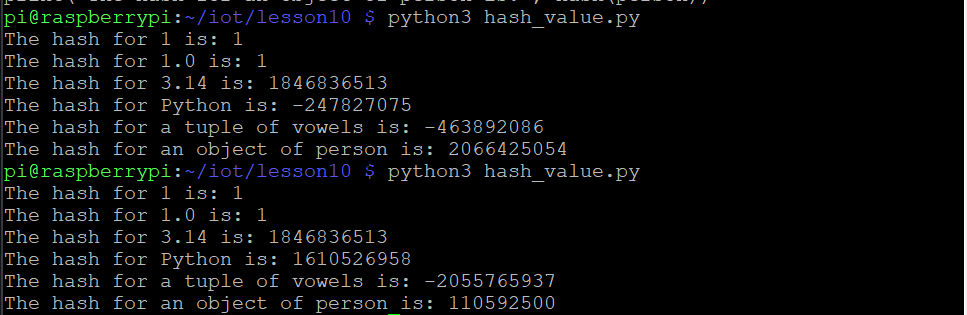 pi@raspberrypi:~/iot/lesson10 $ python3 hash_value.py
The hash for 1 is: 1
The hash for 1.0 is: 1
The hash for 3.14 is: 1846836513
The hash for Python is: -247827075
The hash for a tuple of vowels is: -463892086
The hash for an object of person is: 2066425054
pi@raspberrypi:~/iot/lesson10 $ python3 hash_value.py
The hash for 1 is: 1
The hash for 1.0 is: 1
The hash for 3.14 is: 1846836513
The hash for Python is: 1610526958
The hash for a tuple of vowels is: -2055765937
The hash for an object of person is: 110592500